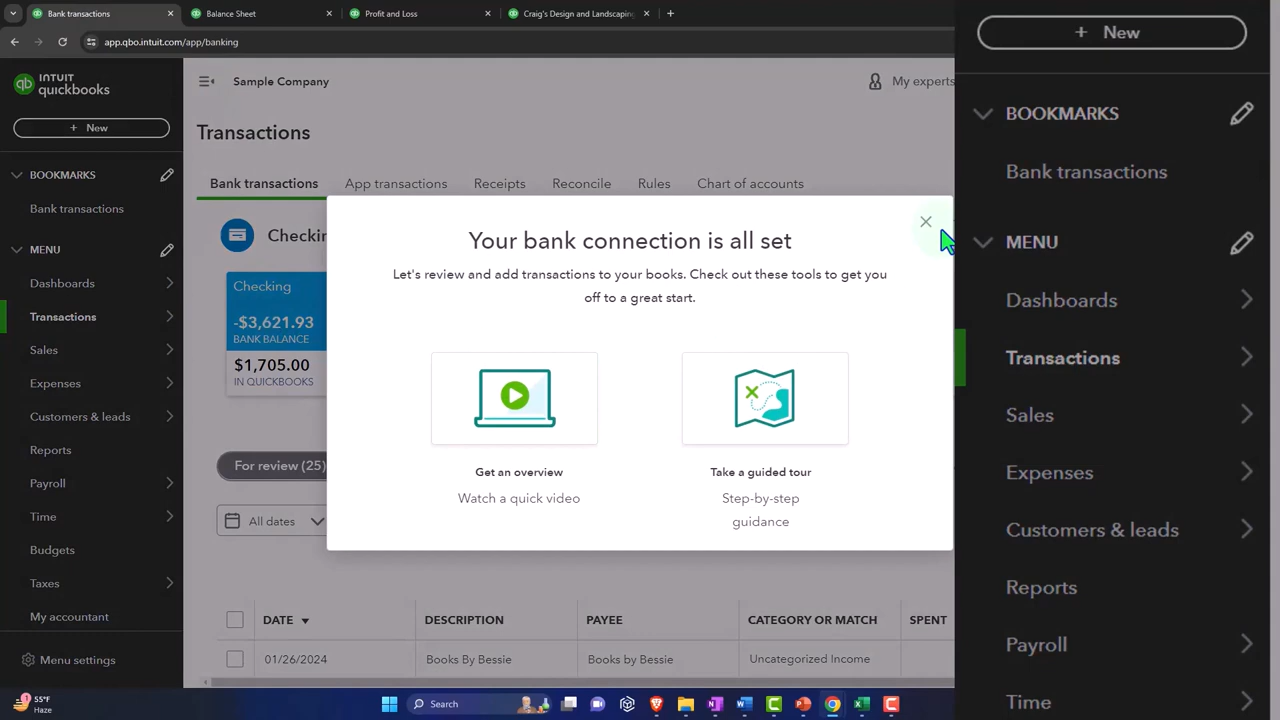 Bank transactions
Balance Sheet
Profit and Loss
Craig's Design and Landscaping
app.qbo.intuit.com/app/banking
INTUIT
quickbooks
Sample Company
My experts
+ New
Transactions
BOOKMARKS
Bank transactions
MENU
Dashboards
Transactions
Sales
Expenses
Customers & leads
Reports
Payroll
Time
Budgets
Taxes
My accountant
Menu settings
Bank transactions
App transactions
Receipts
Reconcile
Rules
Chart of accounts
Checkin
Checking
-$3,621.93
BANK BALANCE
$1,705.00
IN QUICKBOOKS
For review (25)
All dates
Your bank connection is all set
Let's review and add transactions to your books. Check out these tools to get you
off to a great start.
Get an overview
Watch a quick video
Take a guided tour
Step-by-step
guidance
DATE
DESCRIPTION
PAYEE
CATEGORY OR MATCH
SPENT
01/26/2024
Books By Bessie
Books by Bessie
Uncategorized Income
+ New
BOOKMARKS
Bank transactions
MENU
Dashboards
Transactions
Sales
Expenses
Customers & leads
Reports
Payroll
Time
1
55°F
Haze
Search